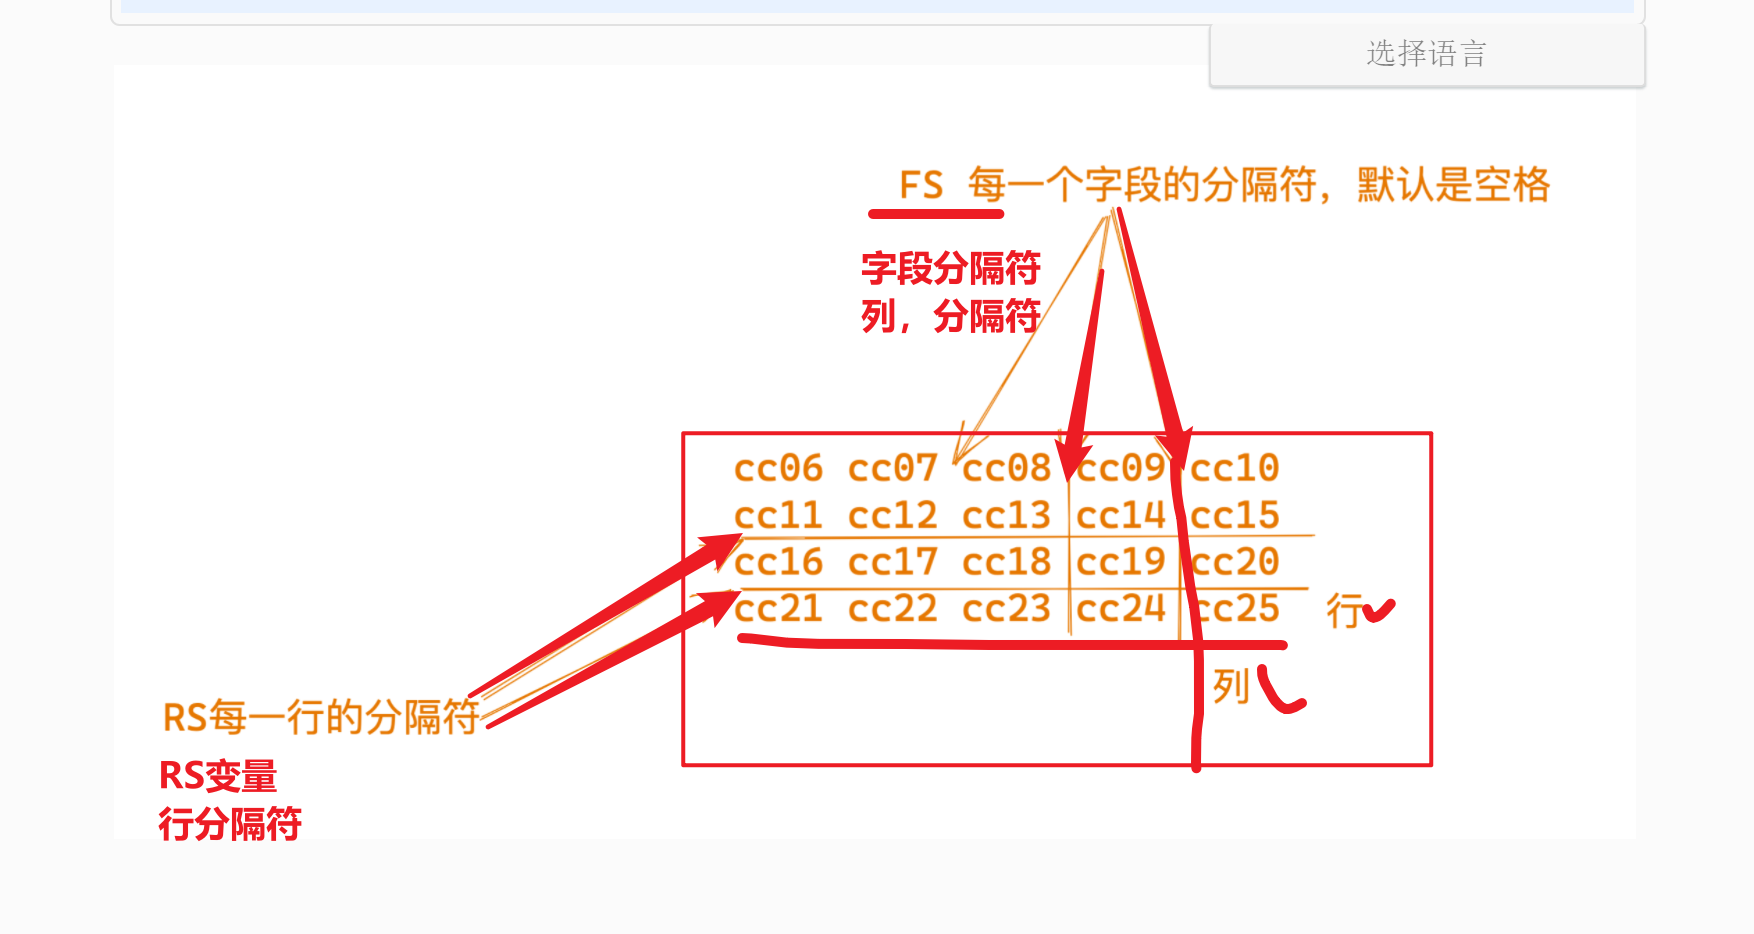 选择语言
FS 每一个字段的分隔符，默认是空格
字段分隔符
列，分隔符
cc06 cc07 cc08 cc09 cc10
cc11 cc12 cc13 cc14 cc15
cc16 cc17 cc18 cc19 cc20
cc21 cc22 cc23 cc24 cc25
行
列
RS每一行的分隔符
RS变量
行分隔符